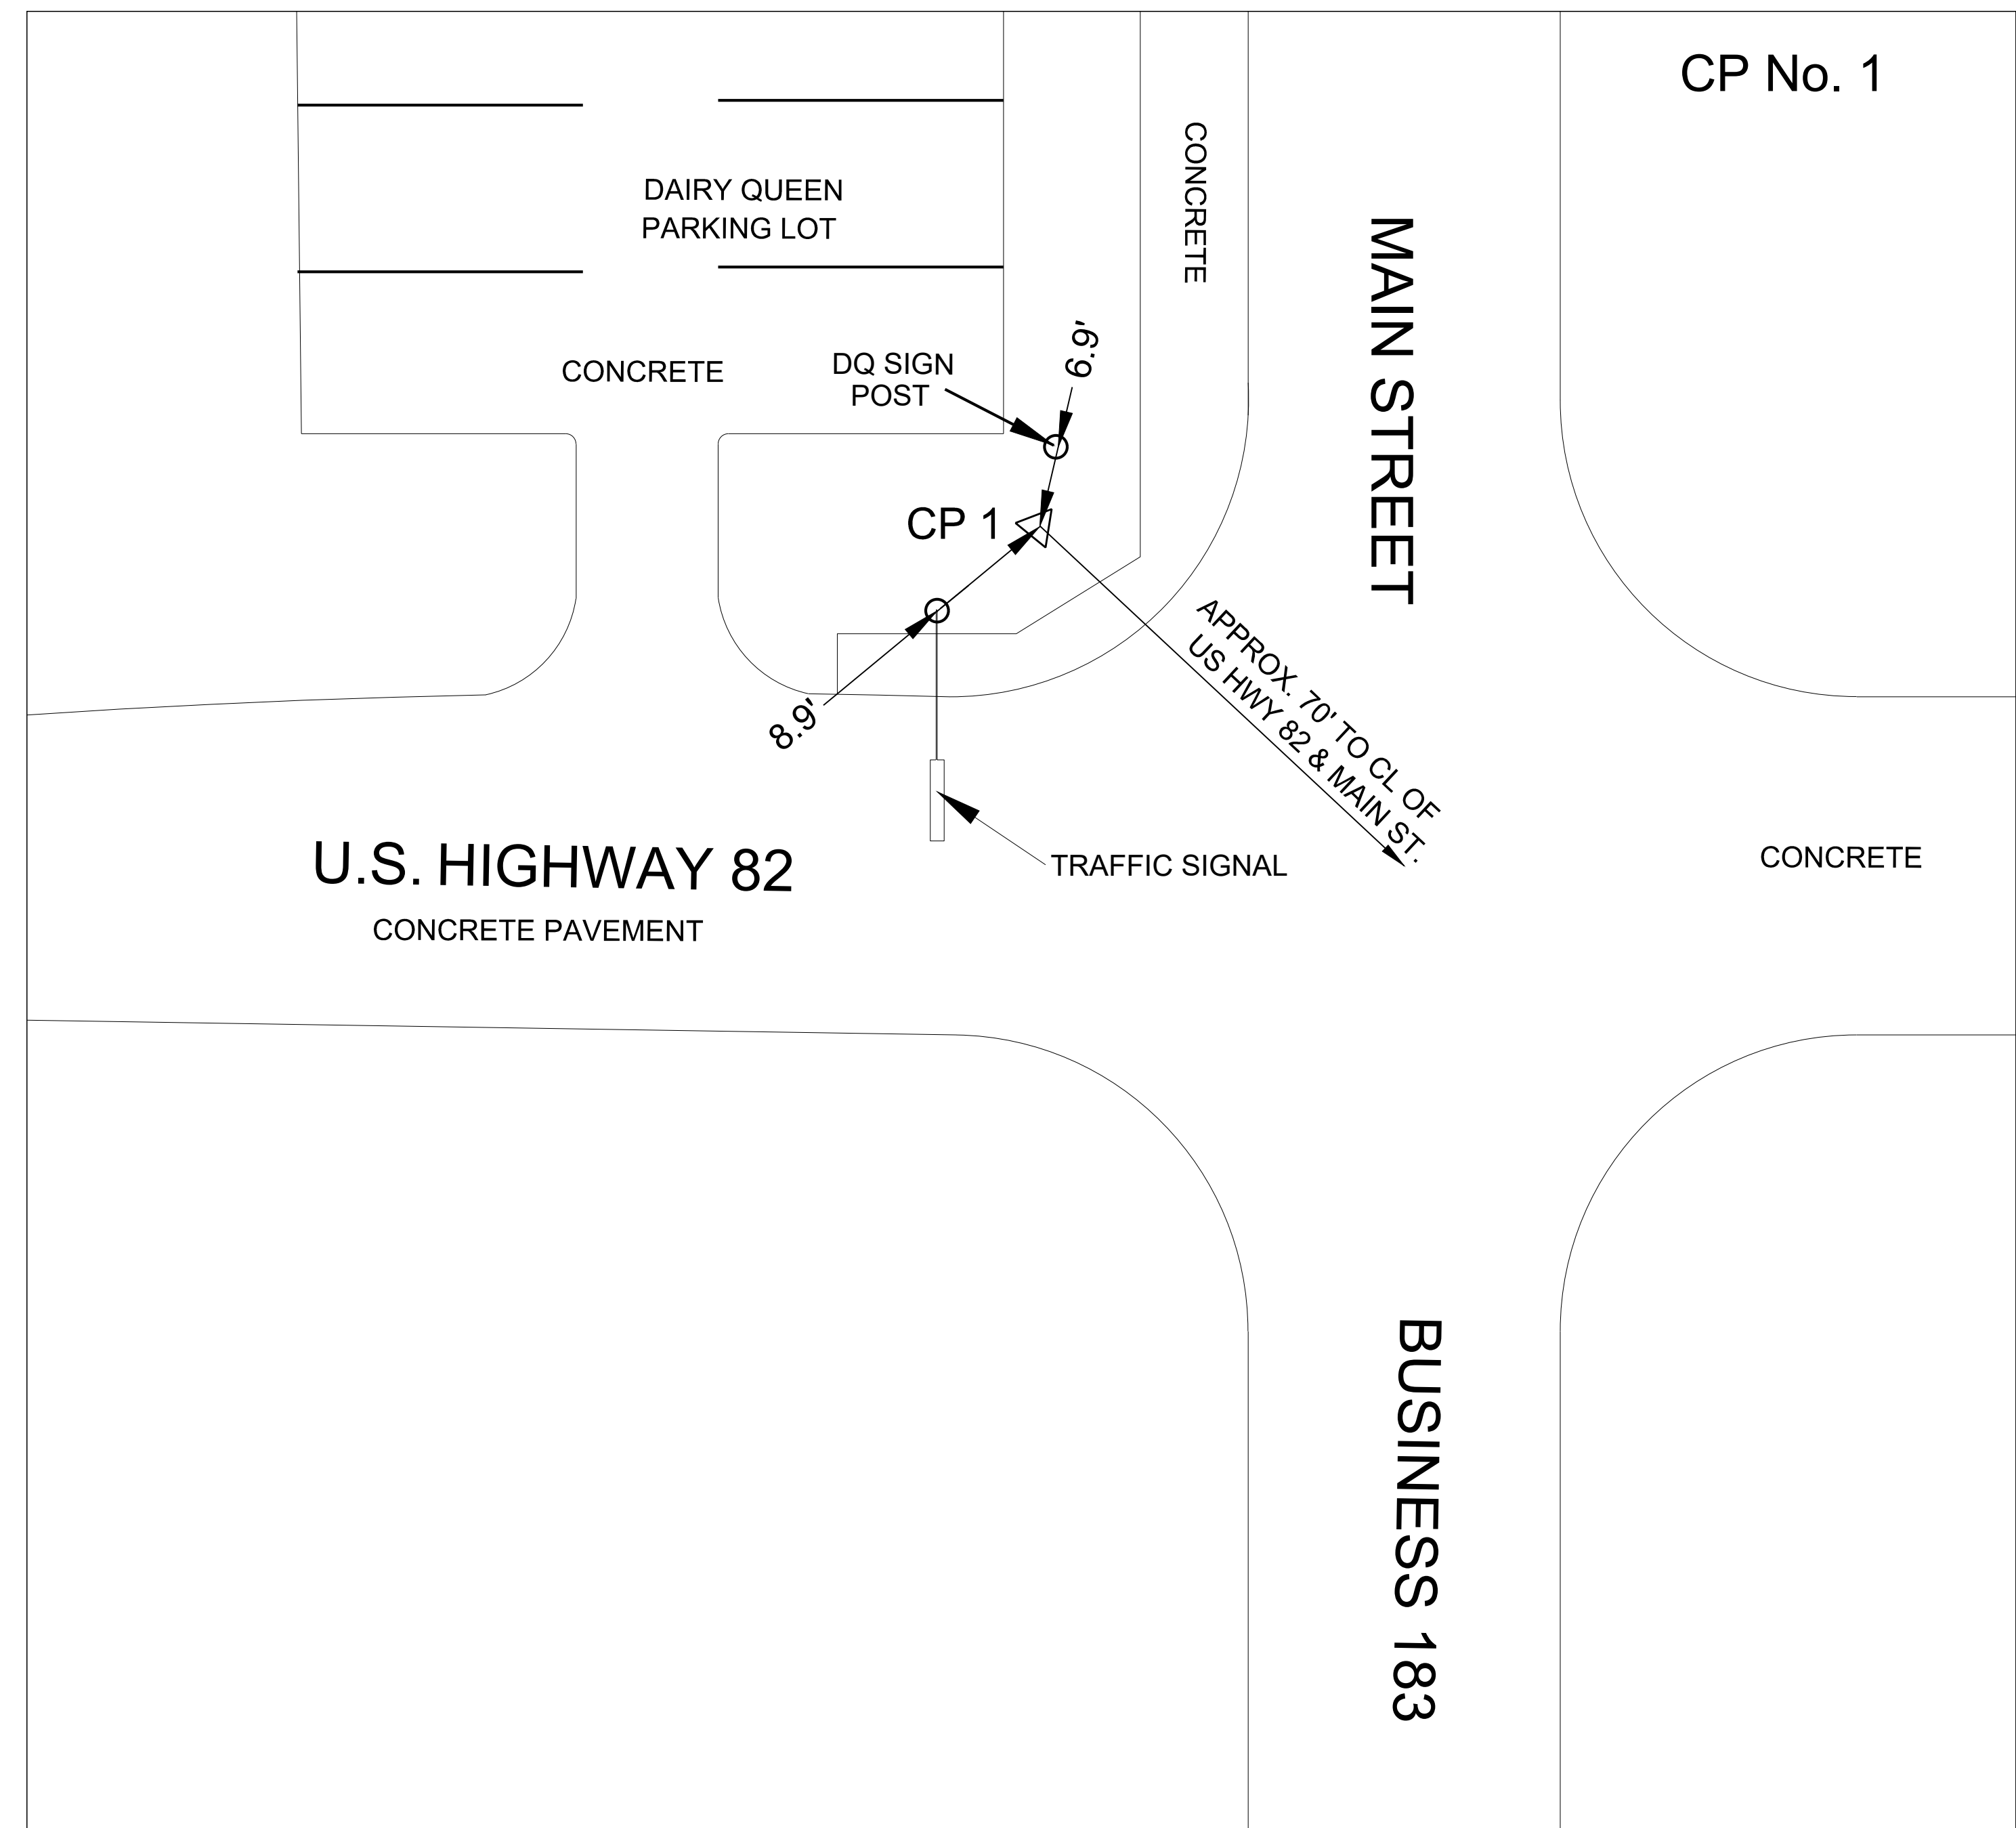 CP No. 1
DAIRY QUEEN
PARKING LOT
CONCRETE
MAIN STREET
6.9'
DQ SIGN
POST
CONCRETE
CP 1
APPROX. 70' TO CL OF
US HWY 82 & MAIN ST.
8.9'
U.S. HIGHWAY 82
TRAFFIC SIGNAL
CONCRETE
CONCRETE PAVEMENT
BUSINESS 183